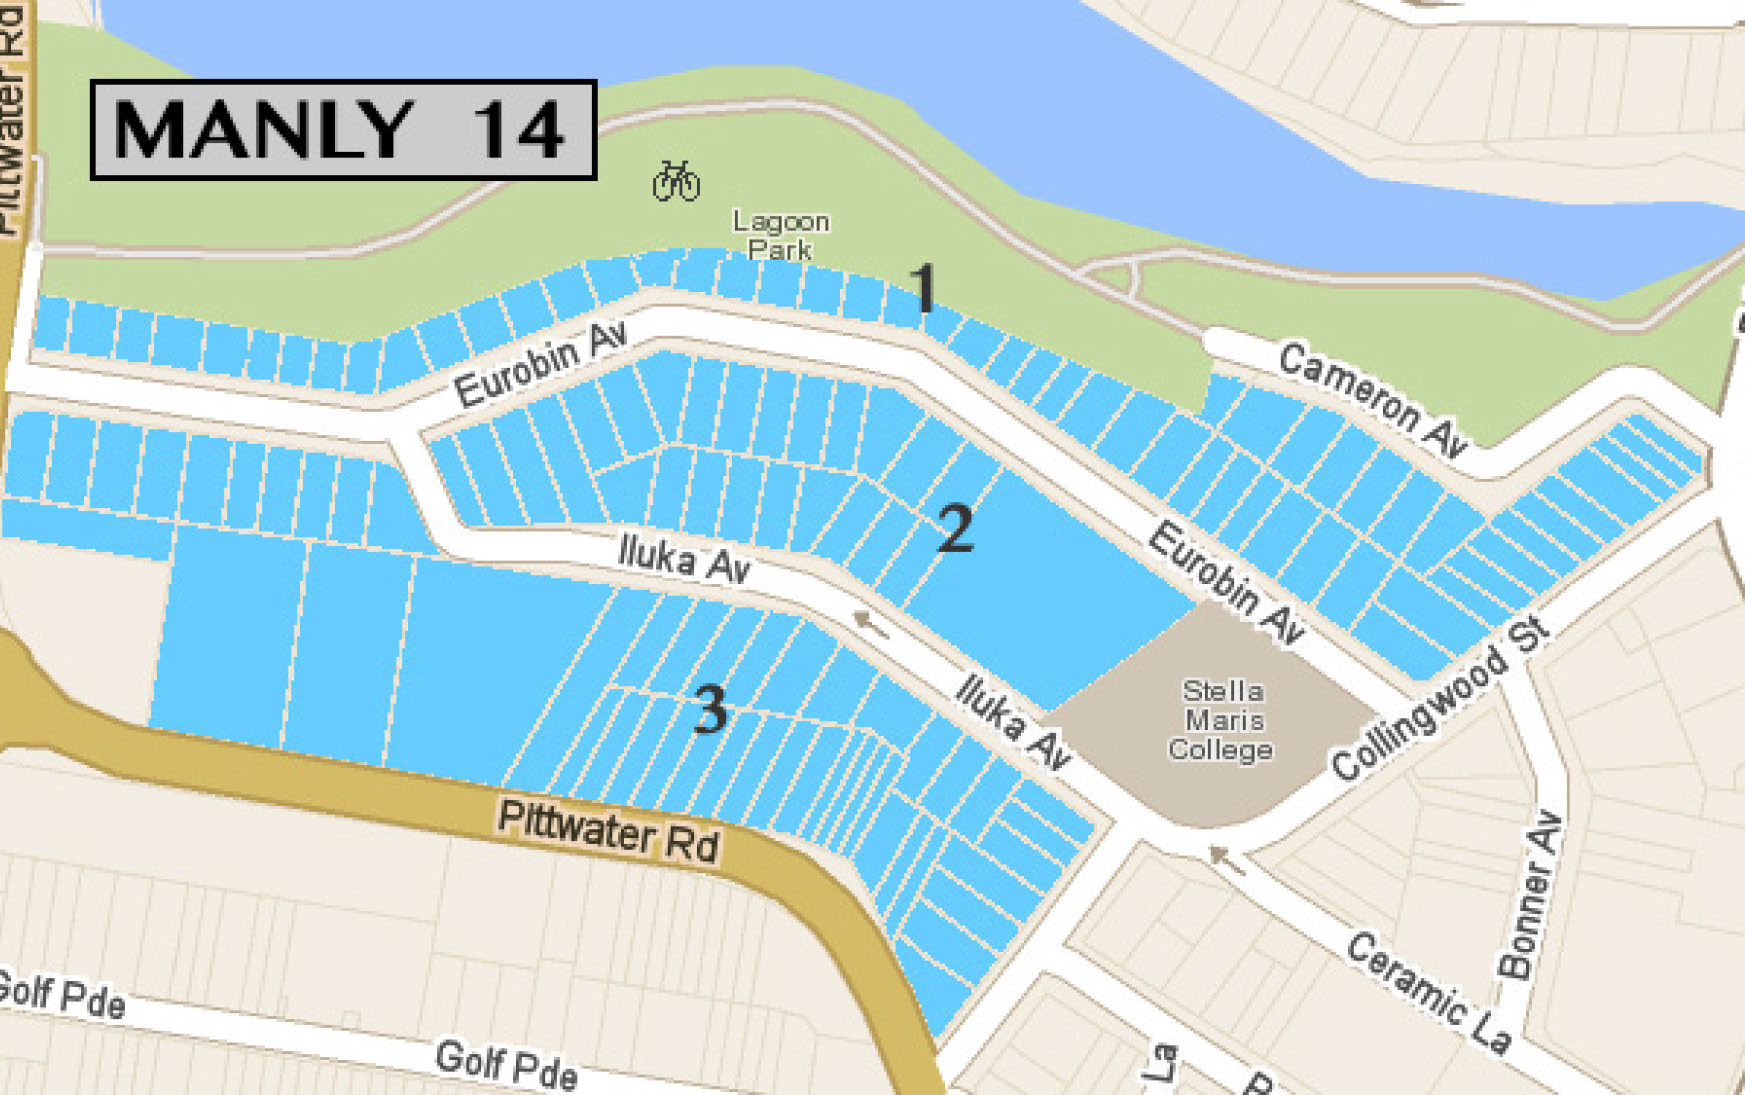 Pittwater Rd
MANLY 14
Lagoon
Park
1
Cameron Av
Eurobin Av
2
Eurobin Av
Iluka Av
Iluka Av
3
Stella
Maris
College
Collingwood St
Pittwater Rd
Bonner Av
Ceramic La
Golf Pde
Golf Pde
La